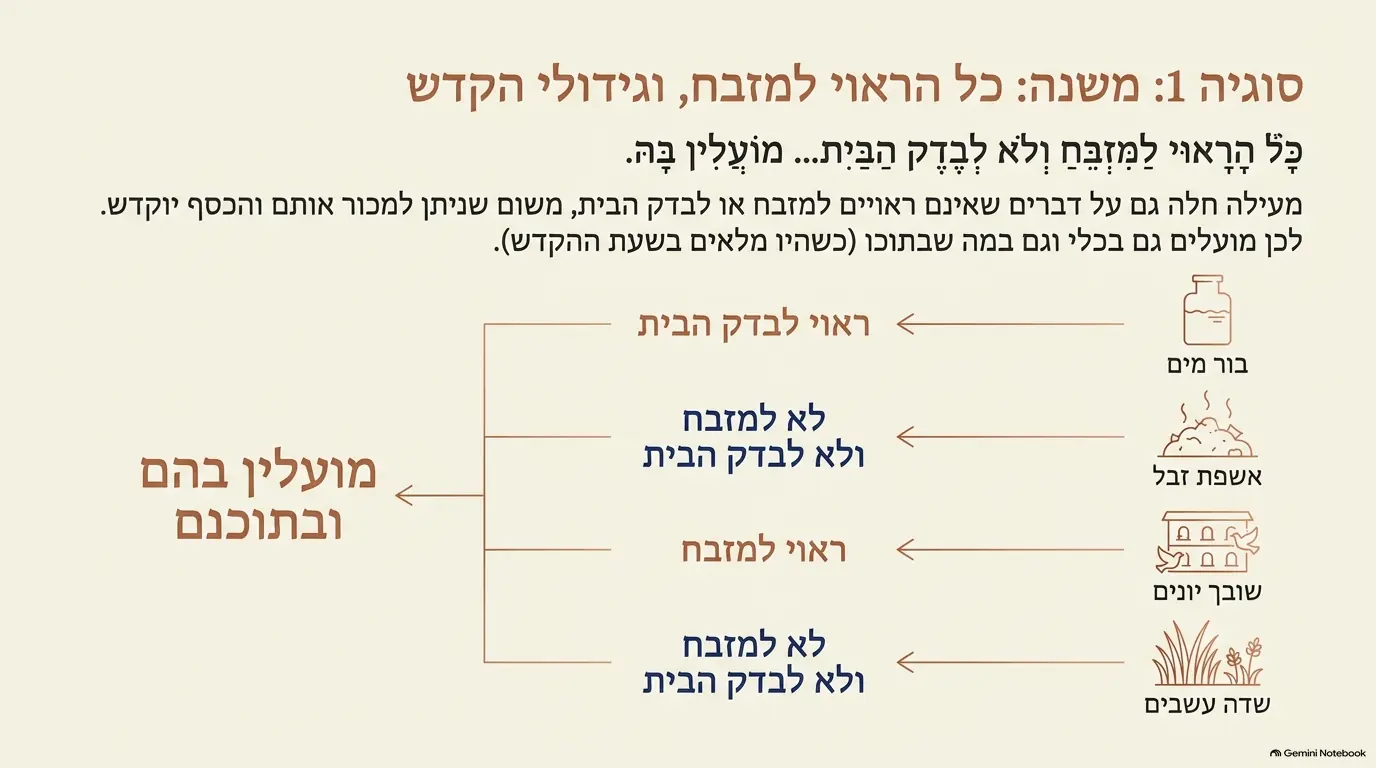 סוגיה 1: משנה: כל הראוי למזבח, וגידולי הקדש
כׇּל הָרָאוּי לַמִּזְבֵּחַ וְלֹא לְבֶדֶק הַבַּיִת... מוֹעֲלִין בָּהּ.
מעילה חלה גם על דברים שאינם ראויים למזבח או לבדק הבית, משום שניתן למכור אותם והכסף יוקדש.
לכן מועלים גם בכלי וגם במה שבתוכו (כשהיו מלאים בשעת ההקדש).
בור מים
ראוי לבדק הבית
אשפת זבל
לא למזבח
ולא לבדק הבית
שובך יונים
ראוי למזבח
שדה עשבים
לא למזבח
ולא לבדק הבית
מועלין בהם
ובתוכנם
Gemini Notebook